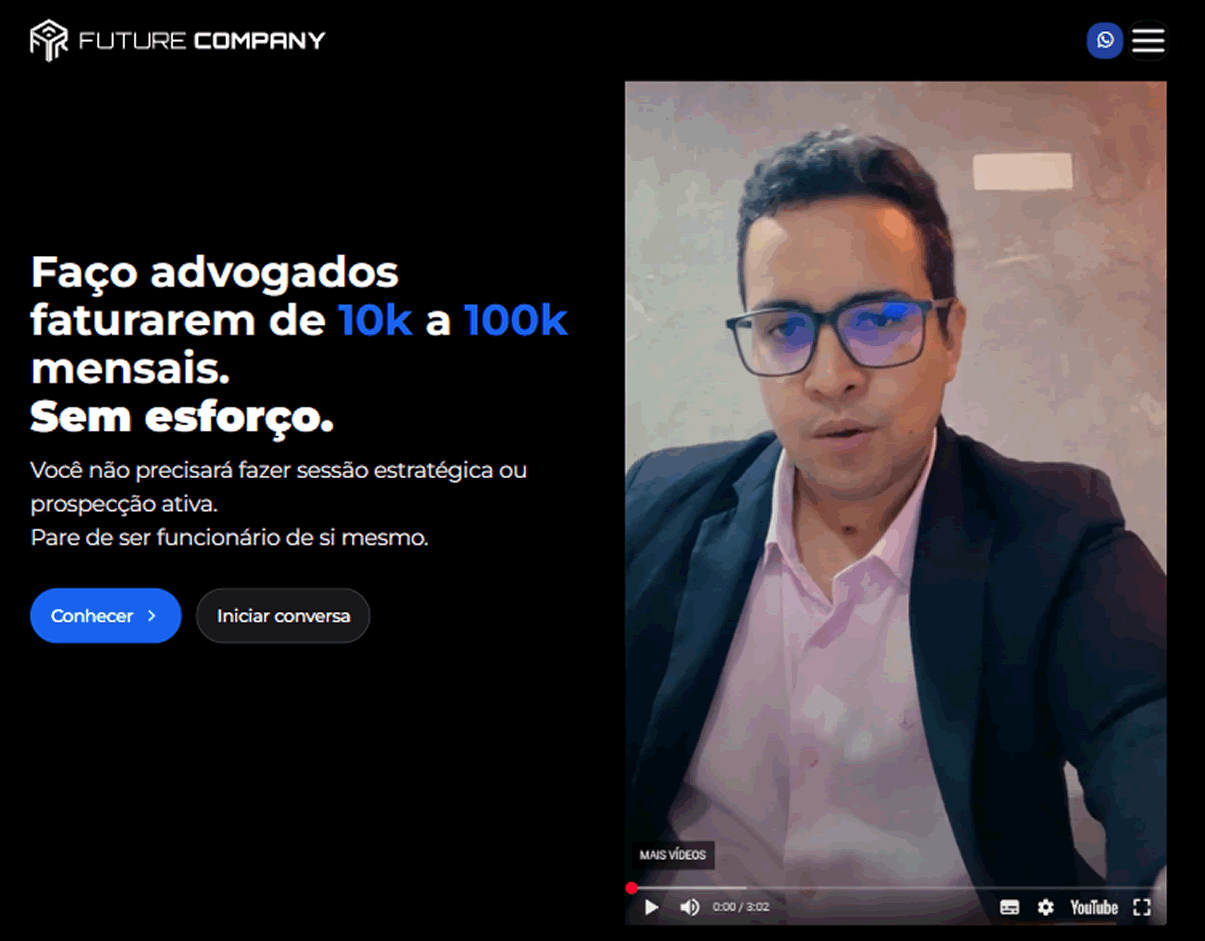 FUTURE COMPANY
Faço advogados
faturarem de 10k a 100k
mensais.
Sem esforço.
Você não precisará fazer sessão estratégica ou
prospecção ativa.
Pare de ser funcionário de si mesmo.
Conhecer
Iniciar conversa
MAIS VÍDEOS
0:00 / 3:02
YouTube